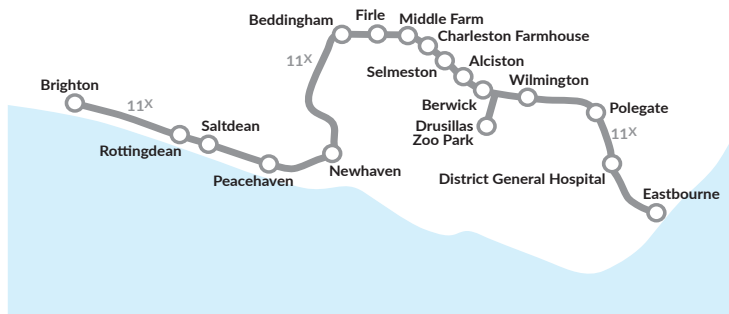 Beddingham
Firle
Middle Farm
Charleston Farmhouse
11X
Selmeston
Alciston
Wilmington
Brighton
11X
Berwick
Polegate
Saltdean
Drusillas
Zoo Park
11X
Rottingdean
Newhaven
Peacehaven
District General Hospital
Eastbourne